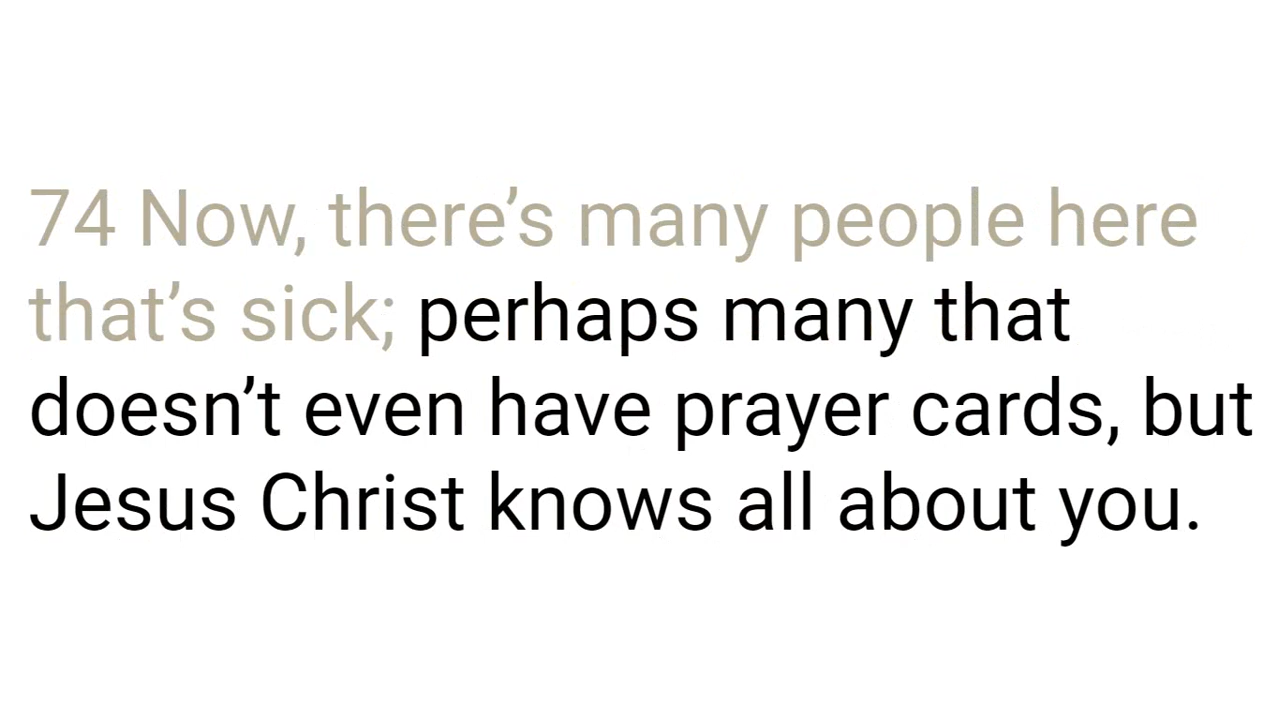 74 Now, there’s many people here
that’s sick; perhaps many that
doesn’t even have prayer cards, but
Jesus Christ knows all about you.